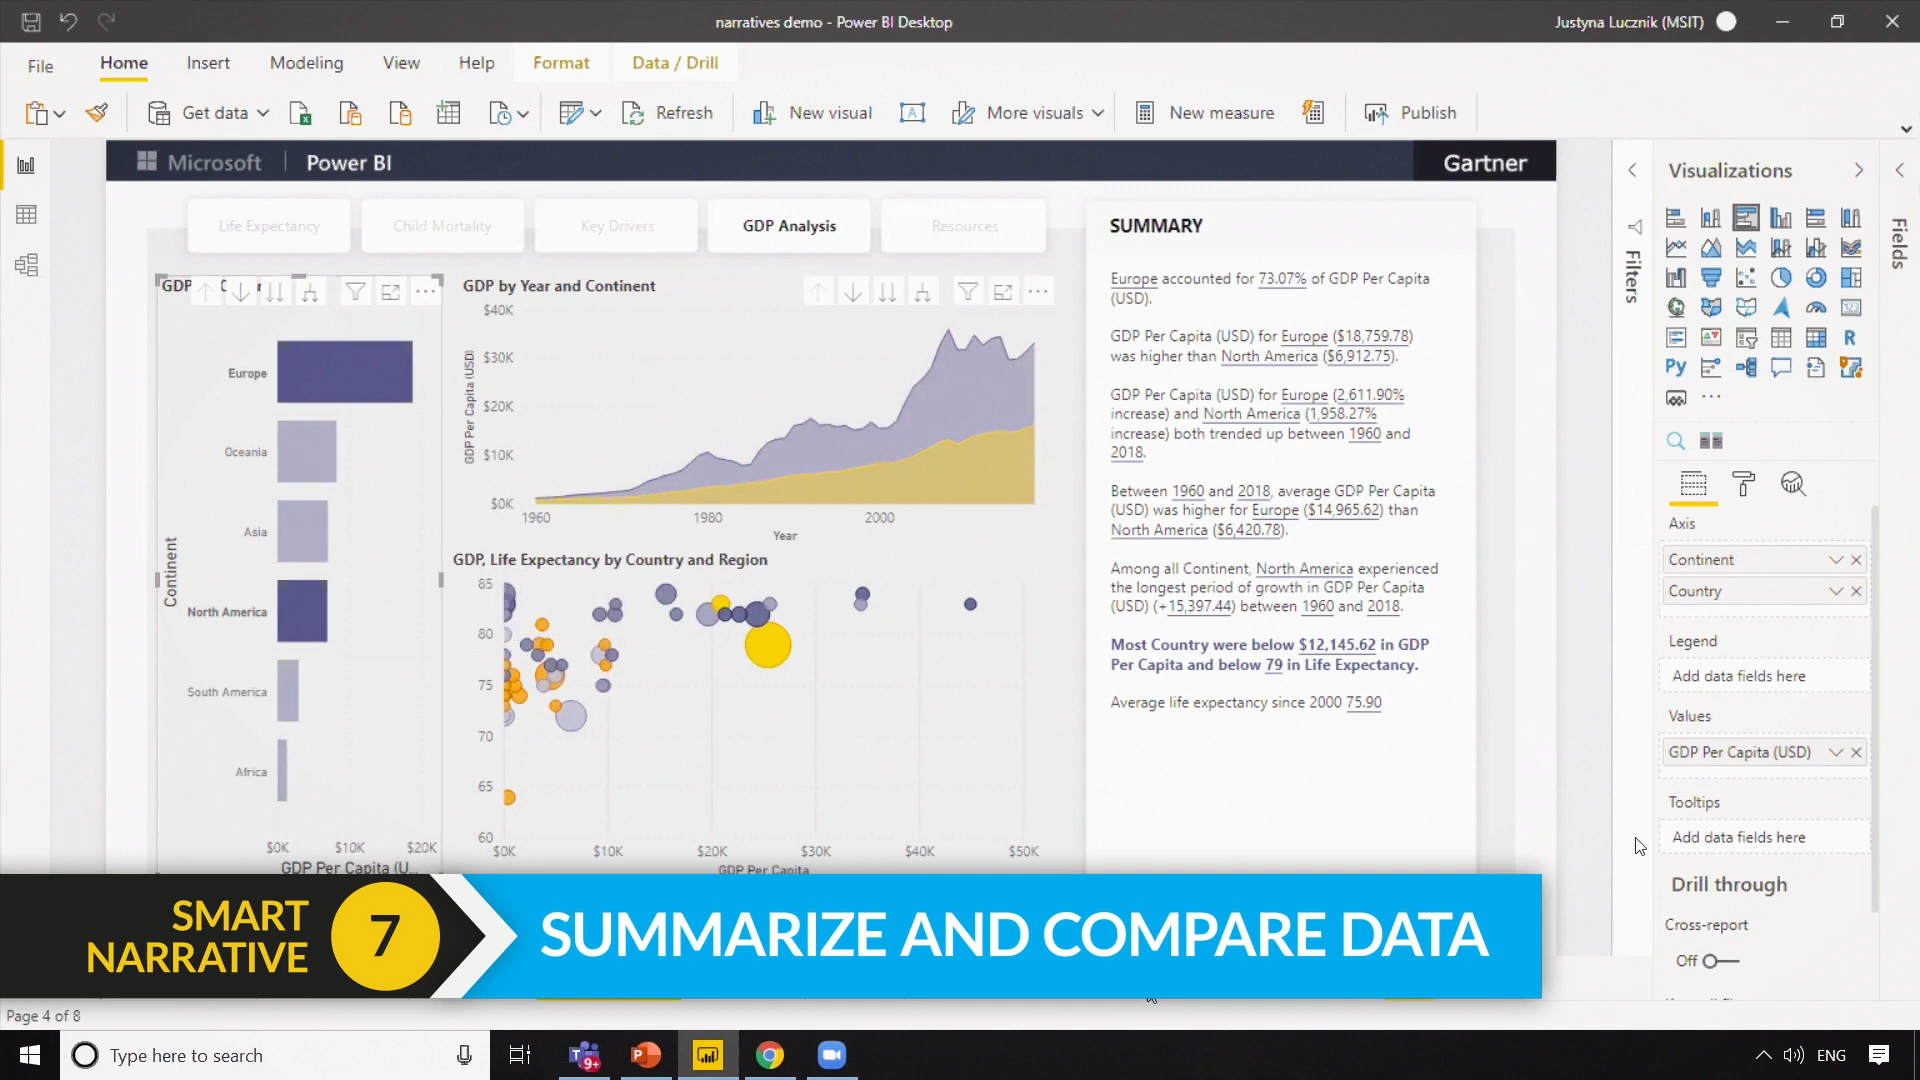 narratives demo - Power BI Desktop
Justyna Lucznik (MSIT)
File
Home
Insert
Modeling
View
Help
Format
Data / Drill
Get data
Refresh
New visual
More visuals
New measure
Publish
Microsoft
Power BI
Gartner
Life Expectancy
Child Mortality
Key Drivers
GDP Analysis
Resources
GDP by Year and Continent
$40K
$30K
$20K
$10K
$0K
GDP Per Capita (USD)
1960
1980
2000
Year
Continent
Europe
Oceania
Asia
North America
South America
Africa
$0K
$10K
$20K
GDP Per Capita (U...
GDP, Life Expectancy by Country and Region
85
80
75
70
65
60
$0K
$10K
$20K
$30K
$40K
$50K
GDP Per Capita
SUMMARY
Europe accounted for 73.07% of GDP Per Capita
(USD).
GDP Per Capita (USD) for Europe ($18,759.78)
was higher than North America ($6,912.75).
GDP Per Capita (USD) for Europe (2,611.90%
increase) and North America (1,958.27%
increase) both trended up between 1960 and
2018.
Between 1960 and 2018, average GDP Per Capita
(USD) was higher for Europe ($14,965.62) than
North America ($6,420.78).
Among all Continent, North America experienced
the longest period of growth in GDP Per Capita
(USD) (+15,397.44) between 1960 and 2018.
Most Country were below $12,145.62 in GDP
Per Capita and below 79 in Life Expectancy.
Average life expectancy since 2000 75.90
Filters
Visualizations
Fields
R
Py
123
Axis
Continent
Country
Legend
Add data fields here
Values
GDP Per Capita (USD)
Tooltips
Add data fields here
Drill through
Cross-report
Off
SMART
NARRATIVE
7
SUMMARIZE AND COMPARE DATA
Page 4 of 8
Type here to search
9+
ENG